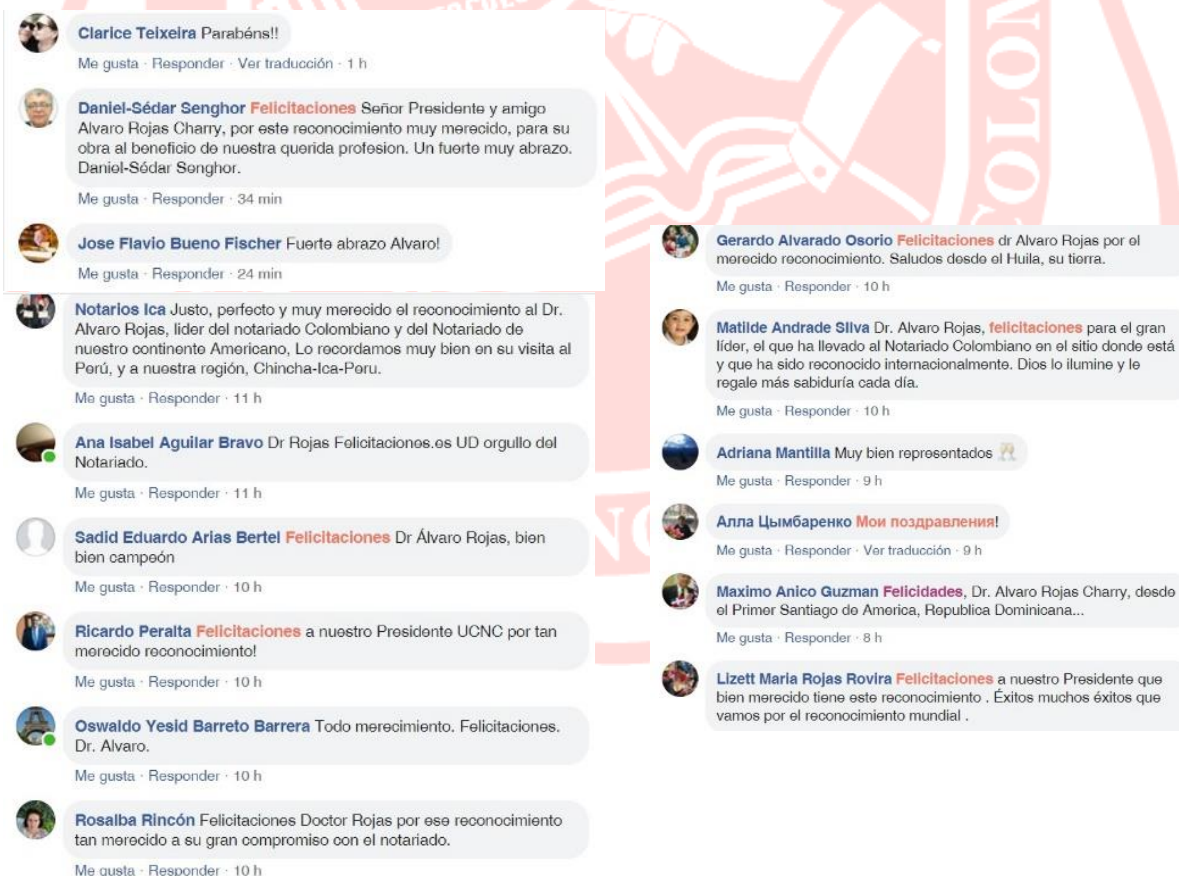 Clarice Teixeira Parabéns!!
Me gusta · Responder · Ver traducción · 1 h
Daniel-Sédar Senghor Felicitaciones Señor Presidente y amigo
Alvaro Rojas Charry, por este reconocimiento muy merecido, para su
obra al beneficio de nuestra querida profesion. Un fuerte muy abrazo.
Daniel-Sédar Senghor.
Me gusta · Responder · 34 min
Jose Flavio Bueno Fischer Fuerte abrazo Alvaro!
Me gusta · Responder · 24 min
Notarios Ica Justo, perfecto y muy merecido el reconocimiento al Dr.
Alvaro Rojas, lider del notariado Colombiano y del Notariado de
nuestro continente Americano, Lo recordamos muy bien en su visita al
Perú, y a nuestra región, Chincha-Ica-Peru.
Me gusta · Responder · 11 h
Ana Isabel Aguilar Bravo Dr Rojas Felicitaciones.es UD orgullo del
Notariado.
Me gusta · Responder · 11 h
Sadid Eduardo Arias Bertel Felicitaciones Dr Álvaro Rojas, bien
bien campeón
Me gusta · Responder · 10 h
Ricardo Peralta Felicitaciones a nuestro Presidente UCNC por tan
merecido reconocimiento!
Me gusta · Responder · 10 h
Oswaldo Yesid Barreto Barrera Todo merecimiento. Felicitaciones.
Dr. Alvaro.
Me gusta · Responder · 10 h
Rosalba Rincón Felicitaciones Doctor Rojas por ese reconocimiento
tan merecido a su gran compromiso con el notariado.
Me gusta · Responder · 10 h
Gerardo Alvarado Osorio Felicitaciones dr Alvaro Rojas por el
merecido reconocimiento. Saludos desde el Huila, su tierra.
Me gusta · Responder · 10 h
Matilde Andrade Silva Dr. Alvaro Rojas, felicitaciones para el gran
líder, el que ha llevado al Notariado Colombiano en el sitio donde está
y que ha sido reconocido internacionalmente. Dios lo ilumine y le
regale más sabiduría cada día.
Me gusta · Responder · 10 h
Adriana Mantilla Muy bien representados 🥂
Me gusta · Responder · 9 h
Алла Цымбаренко Мои поздравления!
Me gusta · Responder · Ver traducción · 9 h
Maximo Anico Guzman Felicidades, Dr. Alvaro Rojas Charry, desde
el Primer Santiago de America, Republica Dominicana...
Me gusta · Responder · 8 h
Lizett Maria Rojas Rovira Felicitaciones a nuestro Presidente que
bien merecido tiene este reconocimiento . Éxitos muchos éxitos que
vamos por el reconocimiento mundial .